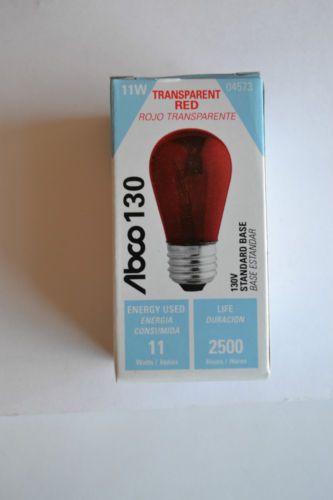 11W
04573
TRANSPARENT
RED
ROJO TRANSPARENTE
Abco 130
130V
STANDARD BASE
BASE ESTANDAR
ENERGY USED
ENERGIA
CONSUMIDA
11
Watts / Vatios
LIFE
DURACION
2500
Hours / Horas